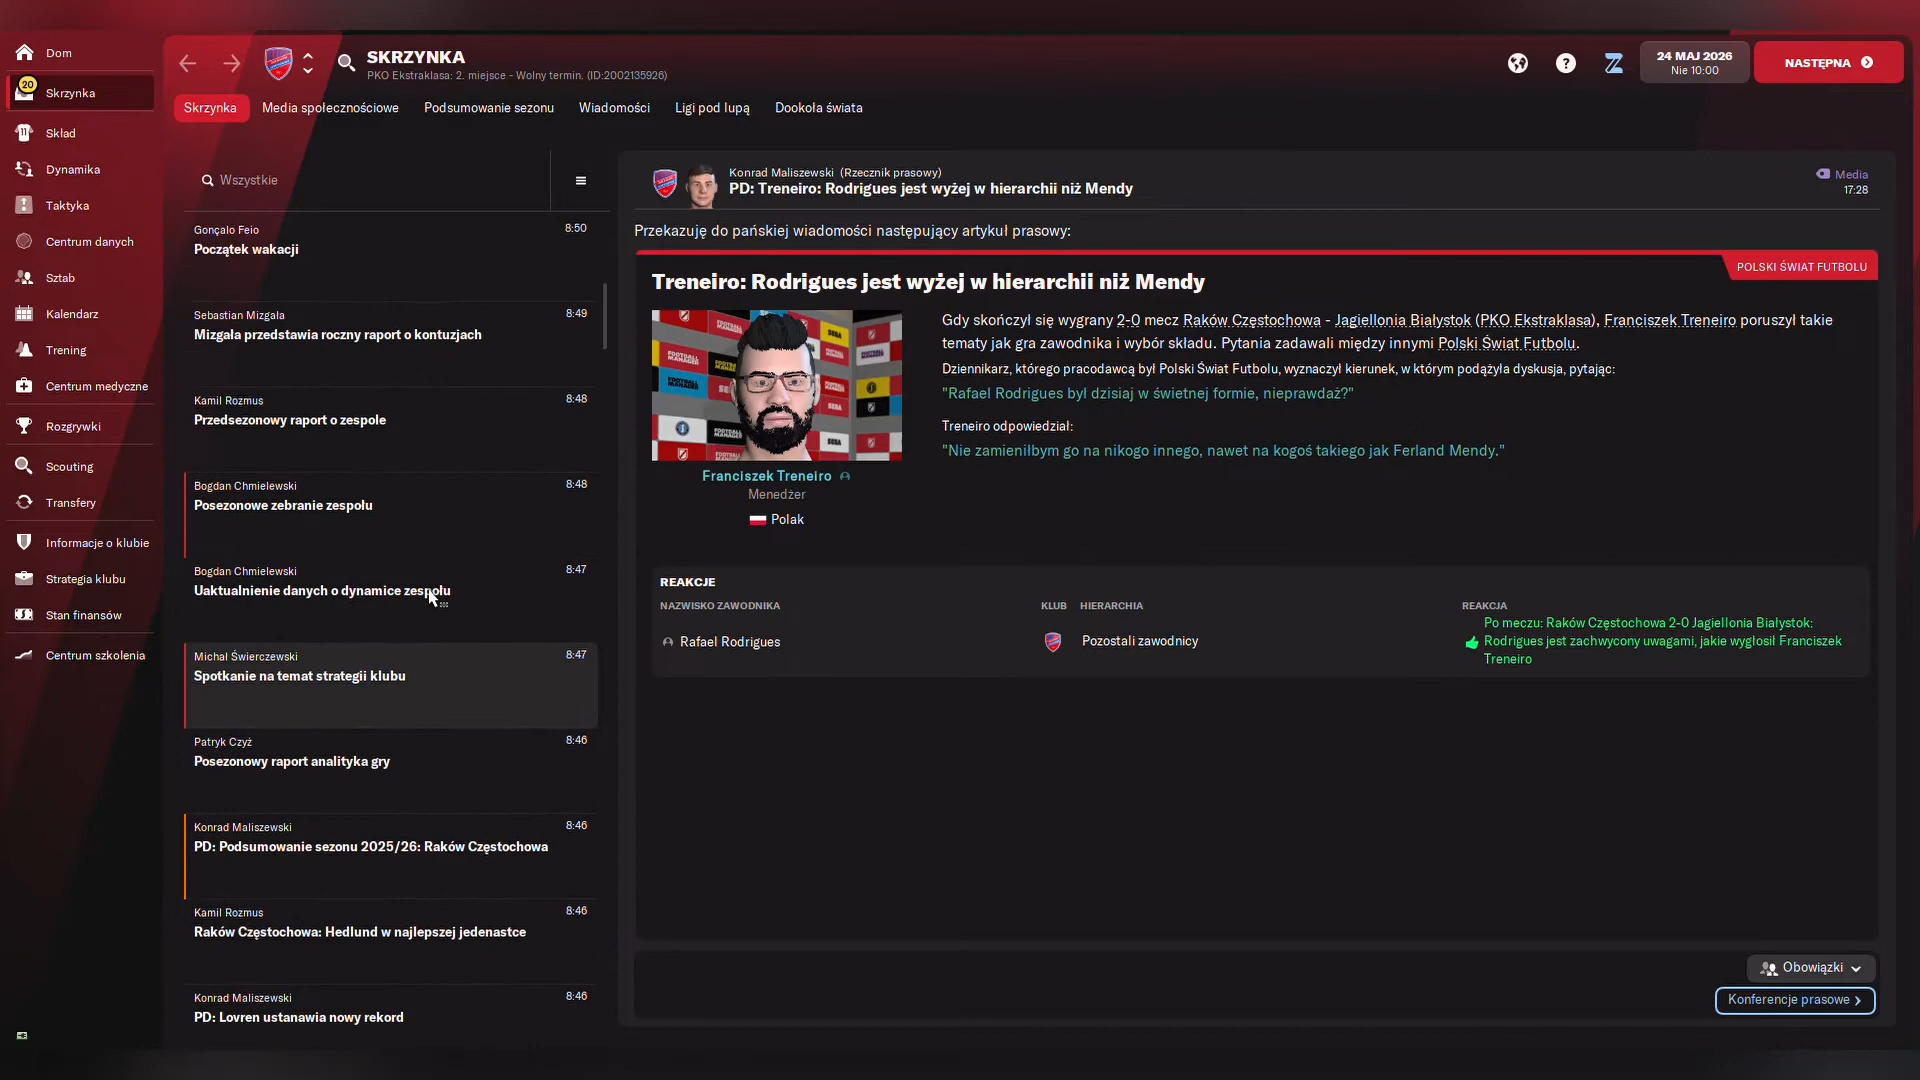 Dom
20
Skrzynka
Skład
Dynamika
Taktyka
Centrum danych
Sztab
Kalendarz
Trening
Centrum medyczne
Rozgrywki
Scouting
Transfery
Informacje o klubie
Strategia klubu
Stan finansów
Centrum szkolenia
SKRZYNKA
PKO Ekstraklasa: 2. miejsce - Wolny termin. (ID:2002135926)
24 MAJ 2026
Nie 10:00
NASTĘPNA
Skrzynka
Media społecznościowe
Podsumowanie sezonu
Wiadomości
Ligi pod lupą
Dookoła świata
Wszystkie
Gonçalo Feio
8:50
Początek wakacji
Sebastian Mizgala
8:49
Mizgala przedstawia roczny raport o kontuzjach
Kamil Rozmus
8:48
Przedsezonowy raport o zespole
Bogdan Chmielewski
8:48
Posezonowe zebranie zespołu
Bogdan Chmielewski
8:47
Uaktualnienie danych o dynamice zespołu
Michał Świerczewski
8:47
Spotkanie na temat strategii klubu
Patryk Czyż
8:46
Posezonowy raport analityka gry
Konrad Maliszewski
8:46
PD: Podsumowanie sezonu 2025/26: Raków Częstochowa
Kamil Rozmus
8:46
Raków Częstochowa: Hedlund w najlepszej jedenastce
Konrad Maliszewski
8:46
PD: Lovren ustanawia nowy rekord
Konrad Maliszewski (Rzecznik prasowy)
PD: Treneiro: Rodrigues jest wyżej w hierarchii niż Mendy
Media
17:28
Przekazuję do pańskiej wiadomości następujący artykuł prasowy:
POLSKI ŚWIAT FUTBOLU
Treneiro: Rodrigues jest wyżej w hierarchii niż Mendy
Gdy skończył się wygrany 2-0 mecz Raków Częstochowa - Jagiellonia Białystok (PKO Ekstraklasa), Franciszek Treneiro poruszył takie
tematy jak gra zawodnika i wybór składu. Pytania zadawali między innymi Polski Świat Futbolu.
Dziennikarz, którego pracodawcą był Polski Świat Futbolu, wyznaczył kierunek, w którym podążyła dyskusja, pytając:
"Rafael Rodrigues był dzisiaj w świetnej formie, nieprawdaż?"
Treneiro odpowiedział:
"Nie zamieniłbym go na nikogo innego, nawet na kogoś takiego jak Ferland Mendy."
Franciszek Treneiro
Menedżer
Polak
REAKCJE
NAZWISKO ZAWODNIKA
KLUB
HIERARCHIA
REAKCJA
Rafael Rodrigues
Pozostali zawodnicy
Po meczu: Raków Częstochowa 2-0 Jagiellonia Białystok:
Rodrigues jest zachwycony uwagami, jakie wygłosił Franciszek
Treneiro
Obowiązki
Konferencje prasowe